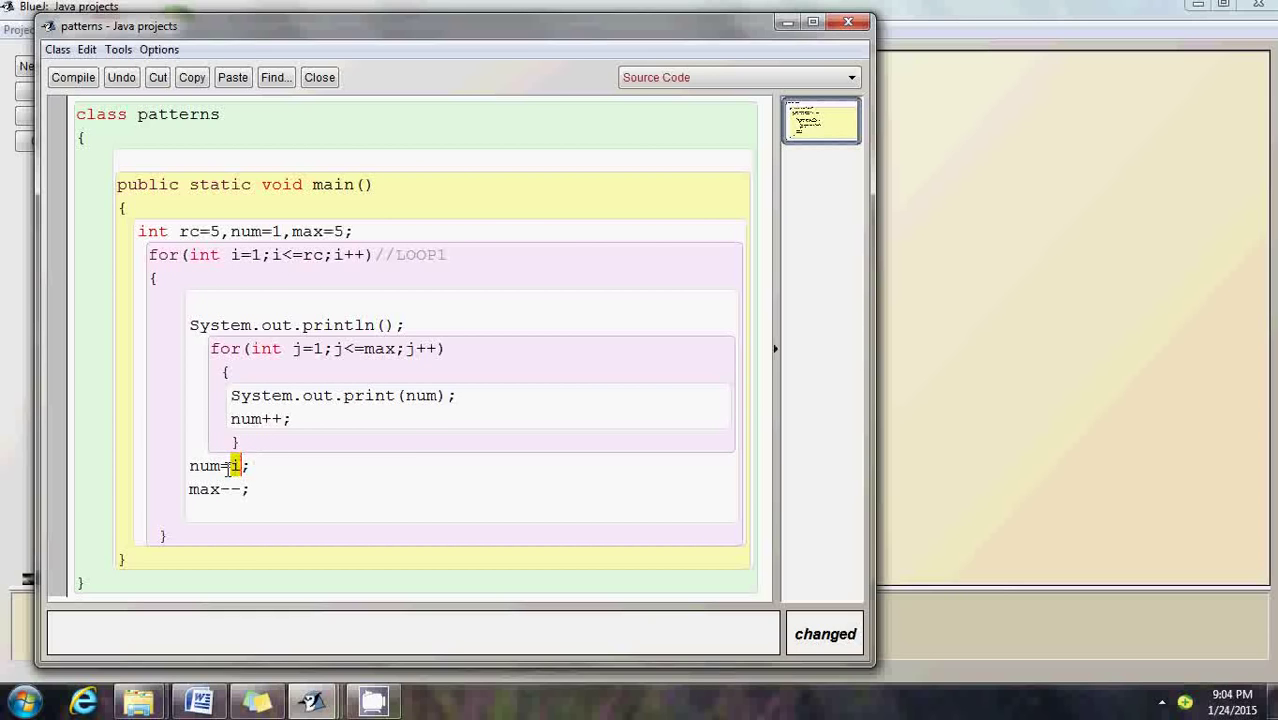 BlueJ: Java projects
patterns - Java projects
Class Edit Tools Options
Compile Undo Cut Copy Paste Find... Close
Source Code
class patterns
{
public static void main()
{
int rc=5,num=1,max=5;
for(int i=1;i<=rc;i++)//LOOP1
{
System.out.println();
for(int j=1;j<=max;j++)
{
System.out.print(num);
num++;
}
num=i;
max--;
}
}
}
changed
9:04 PM
1/24/2015